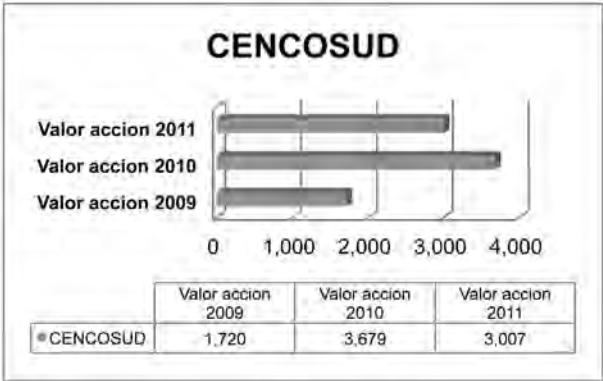 CENCOSUD
Valor accion 2011
Valor accion 2010
Valor accion 2009
0 1,000 2,000 3,000 4,000
Valor accion 2009 Valor accion 2010 Valor accion 2011
CENCOSUD 1,720 3,679 3,007